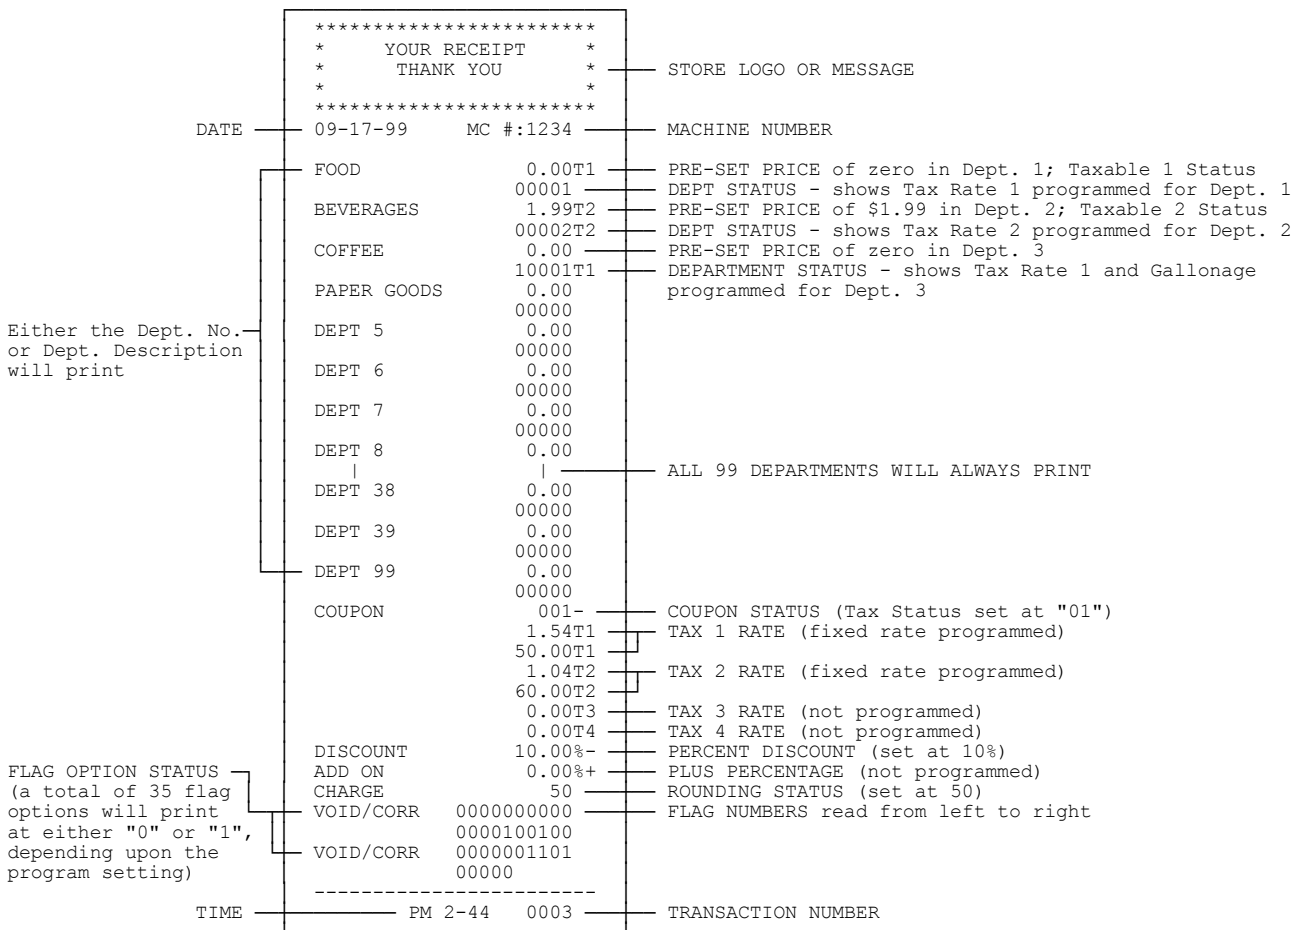 ************************
* YOUR RECEIPT *
* THANK YOU * STORE LOGO OR MESSAGE
* *
************************
DATE 09-17-99 MC #:1234 MACHINE NUMBER
FOOD 0.00T1 PRE-SET PRICE of zero in Dept. 1; Taxable 1 Status
00001 DEPT STATUS - shows Tax Rate 1 programmed for Dept. 1
BEVERAGES 1.99T2 PRE-SET PRICE of $1.99 in Dept. 2; Taxable 2 Status
00002T2 DEPT STATUS - shows Tax Rate 2 programmed for Dept. 2
COFFEE 0.00 PRE-SET PRICE of zero in Dept. 3
10001T1 DEPARTMENT STATUS - shows Tax Rate 1 and Gallonage
PAPER GOODS 0.00 programmed for Dept. 3
00000
Either the Dept. No. DEPT 5 0.00
or Dept. Description 00000
will print DEPT 6 0.00
00000
DEPT 7 0.00
00000
DEPT 8 0.00
| | ALL 99 DEPARTMENTS WILL ALWAYS PRINT
DEPT 38 0.00
00000
DEPT 39 0.00
00000
DEPT 99 0.00
00000
COUPON 001- COUPON STATUS (Tax Status set at "01")
1.54T1 TAX 1 RATE (fixed rate programmed)
50.00T1
1.04T2 TAX 2 RATE (fixed rate programmed)
60.00T2
0.00T3 TAX 3 RATE (not programmed)
0.00T4 TAX 4 RATE (not programmed)
DISCOUNT 10.00%- PERCENT DISCOUNT (set at 10%)
FLAG OPTION STATUS ADD ON 0.00%+ PLUS PERCENTAGE (not programmed)
(a total of 35 flag CHARGE 50 ROUNDING STATUS (set at 50)
options will print VOID/CORR 0000000000 FLAG NUMBERS read from left to right
at either "0" or "1", 0000100100
depending upon the VOID/CORR 0000001101
program setting) 00000
------------------------
TIME PM 2-44 0003 TRANSACTION NUMBER